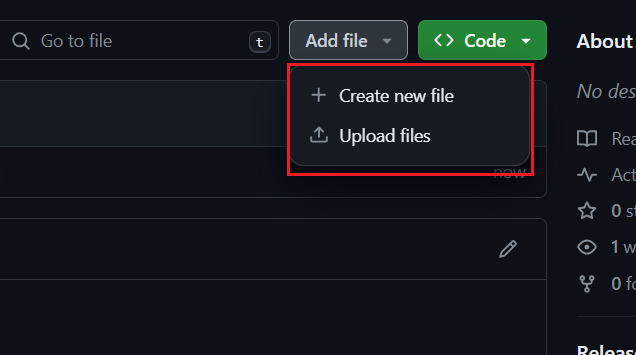 Go to file
t
Add file
Code
About
Create new file
Upload files
now
No des
Rea
Act
0 st
1 w
0 fo
Releas